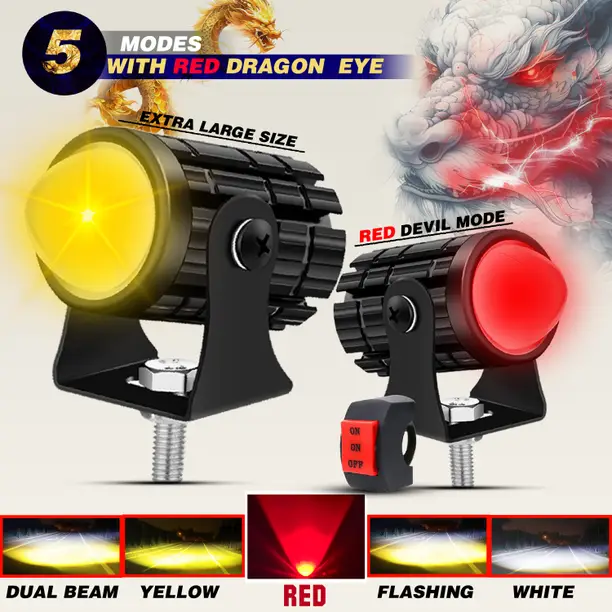 5 MODES
WITH RED DRAGON EYE
EXTRA LARGE SIZE
RED DEVIL MODE
ON
ON
OFF
DUAL BEAM
YELLOW
RED
FLASHING
WHITE